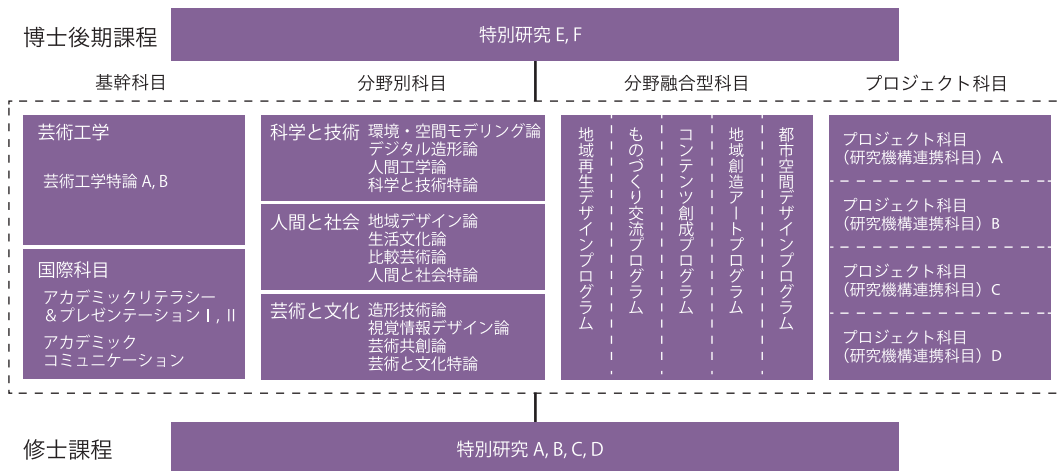 博士後期課程
特別研究 E, F
基幹科目
分野別科目
分野融合型科目
プロジェクト科目
芸術工学
芸術工学特論 A, B
国際科目
アカデミックリテラシー
＆プレゼンテーション I , II
アカデミック
コミュニケーション
科学と技術 環境・空間モデリング論
デジタル造形論
人間工学論
科学と技術特論
人間と社会 地域デザイン論
生活文化論
比較芸術論
人間と社会特論
芸術と文化 造形技術論
視覚情報デザイン論
芸術共創論
芸術と文化特論
地域再生デザインプログラム
ものづくり交流プログラム
コンテンツ創成プログラム
地域創造アートプログラム
都市空間デザインプログラム
プロジェクト科目
（研究機構連携科目）A
プロジェクト科目
（研究機構連携科目）B
プロジェクト科目
（研究機構連携科目）C
プロジェクト科目
（研究機構連携科目）D
修士課程
特別研究 A, B, C, D